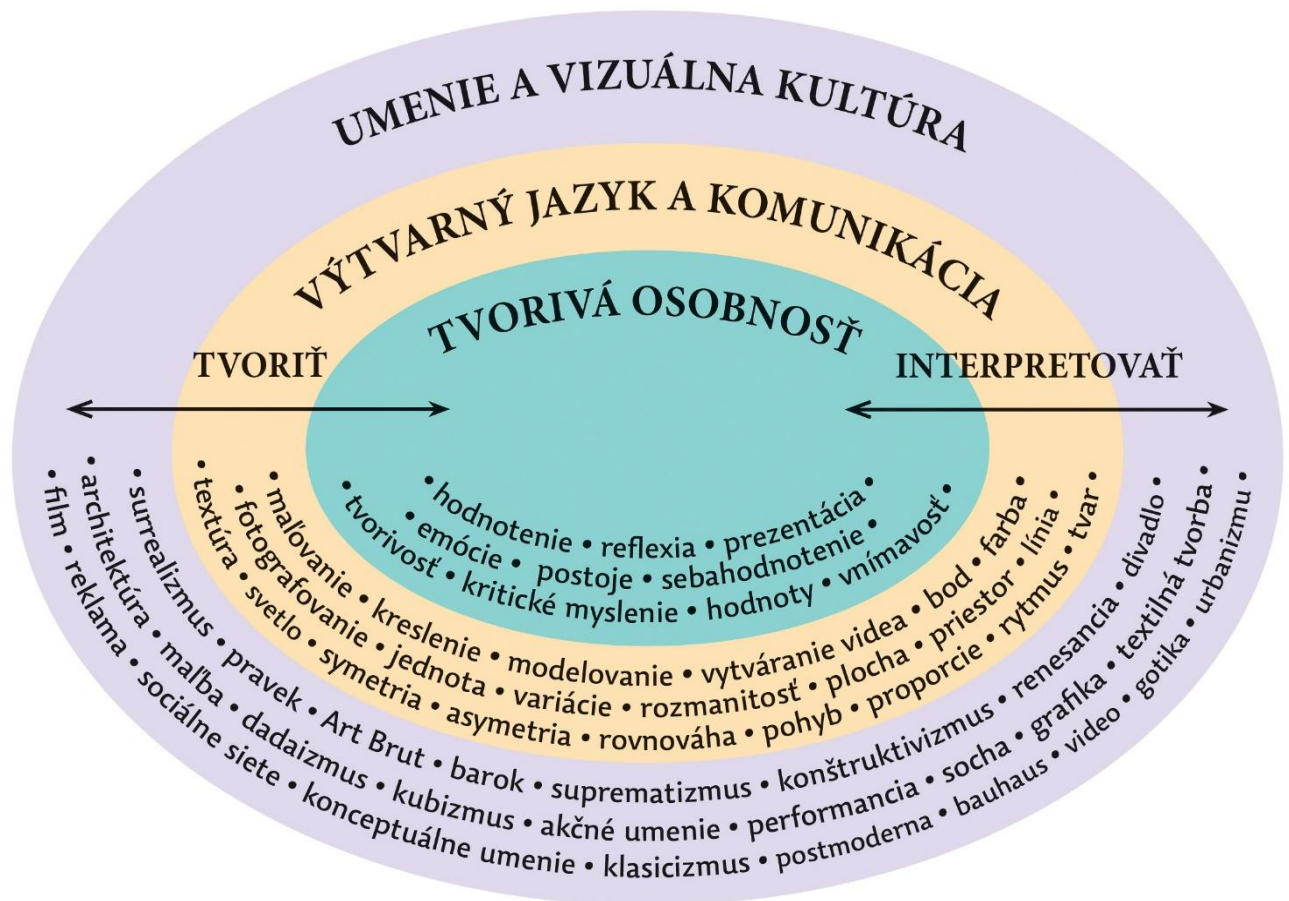 UMENIE A VIZUÁLNA KULTÚRA
VÝTVARNÝ JAZYK A KOMUNIKÁCIA
TVORIVÁ OSOBNOSŤ
TVORIŤ
INTERPRETOVAŤ
• hodnotenie • reflexia • prezentácia •
• emócie • postoje • sebahodnotenie •
• tvorivosť • kritické myslenie • hodnoty • vnímavosť •
• maľovanie • kreslenie • modelovanie • vytváranie videa • bod • farba •
• fotografovanie • jednota • variácie • rozmanitosť • plocha • priestor • línia •
• textúra • svetlo • symetria • asymetria • rovnováha • pohyb • proporcie • rytmus • tvar •
• surrealizmus • pravek • Art Brut • barok • suprematizmus • konštruktivizmus • renesancia • divadlo •
• architektúra • maľba • dadaizmus • kubizmus • akčné umenie • performancia • socha • grafika • textilná tvorba •
• film • reklama • sociálne siete • konceptuálne umenie • klasicizmus • postmoderna • bauhaus • video • gotika • urbanizmu •